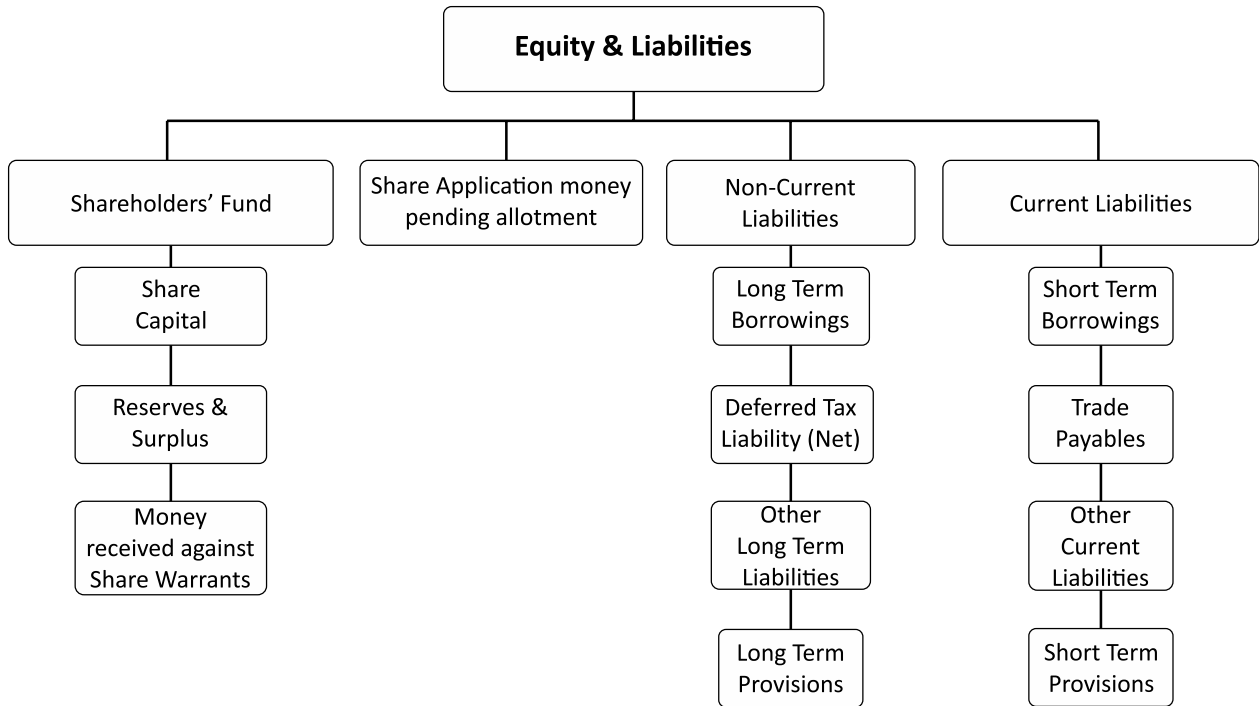 Equity & Liabilities
Shareholders’ Fund
Share Application money
pending allotment
Non-Current
Liabilities
Current Liabilities
Share
Capital
Reserves &
Surplus
Money
received against
Share Warrants
Long Term
Borrowings
Deferred Tax
Liability (Net)
Other
Long Term
Liabilities
Long Term
Provisions
Short Term
Borrowings
Trade
Payables
Other
Current
Liabilities
Short Term
Provisions